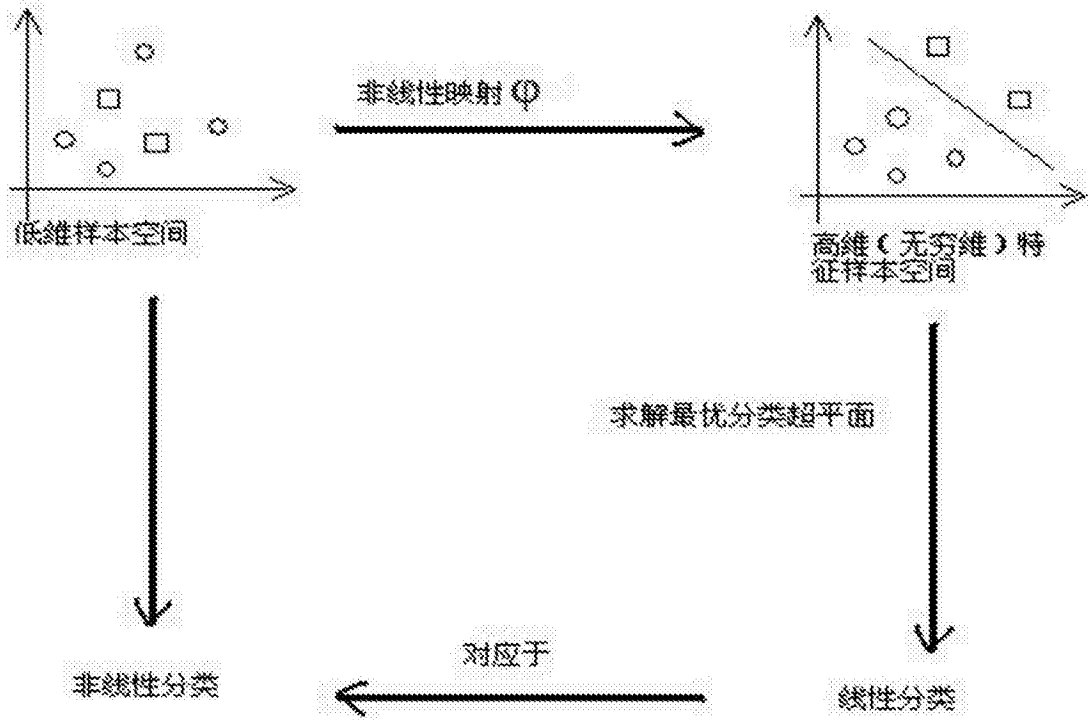 非线性映射 φ
低维样本空间
高维（无穷维）特
征样本空间
求解最优分类超平面
对应于
非线性分类
线性分类